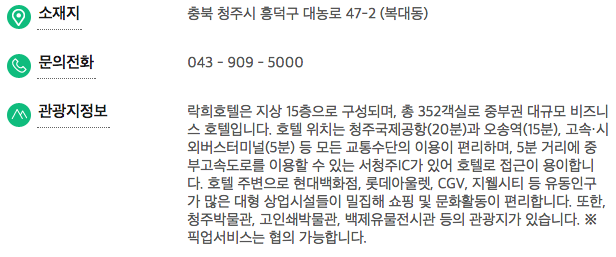 소재지 충북 청주시 흥덕구 대농로 47-2 (복대동)
문의전화 043 - 909 - 5000
관광지정보 락희호텔은 지상 15층으로 구성되며, 총 352객실로 중부권 대규모 비즈니
스 호텔입니다. 호텔 위치는 청주국제공항(20분)과 오송역(15분), 고속·시
외버스터미널(5분) 등 모든 교통수단의 이용이 편리하며, 5분 거리에 중
부고속도로를 이용할 수 있는 서청주IC가 있어 호텔로 접근이 용이합니
다. 호텔 주변으로 현대백화점, 롯데아울렛, CGV, 지웰시티 등 유동인구
가 많은 대형 상업시설들이 밀집해 쇼핑 및 문화활동이 편리합니다. 또한,
청주박물관, 고인쇄박물관, 백제유물전시관 등의 관광지가 있습니다. ※
픽업서비스는 협의 가능합니다.